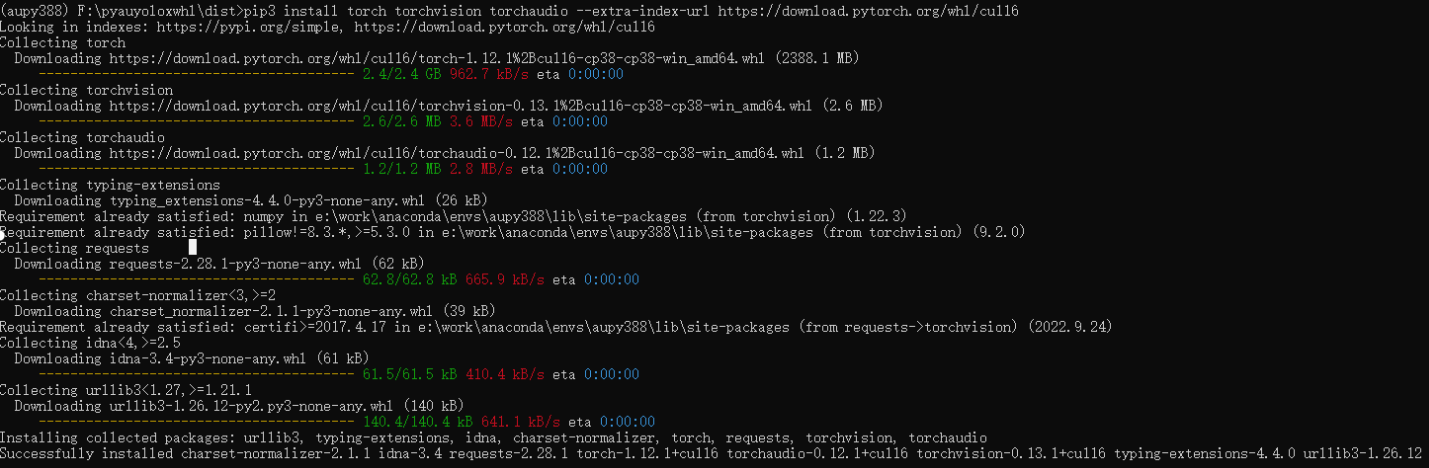 (aupy388) F:\pyauyoloxwhl\dist>pip3 install torch torchvision torchaudio --extra-index-url https://download.pytorch.org/whl/cu116
Looking in indexes: https://pypi.org/simple, https://download.pytorch.org/whl/cu116
Collecting torch
Downloading https://download.pytorch.org/whl/cu116/torch-1.12.1%2Bcu116-cp38-cp38-win_amd64.whl (2388.1 MB)
---------------------------------------- 2.4/2.4 GB 962.7 kB/s eta 0:00:00
Collecting torchvision
Downloading https://download.pytorch.org/whl/cu116/torchvision-0.13.1%2Bcu116-cp38-cp38-win_amd64.whl (2.6 MB)
---------------------------------------- 2.6/2.6 MB 3.6 MB/s eta 0:00:00
Collecting torchaudio
Downloading https://download.pytorch.org/whl/cu116/torchaudio-0.12.1%2Bcu116-cp38-cp38-win_amd64.whl (1.2 MB)
---------------------------------------- 1.2/1.2 MB 2.8 MB/s eta 0:00:00
Collecting typing-extensions
Downloading typing_extensions-4.4.0-py3-none-any.whl (26 kB)
Requirement already satisfied: numpy in e:\work\anaconda\envs\aupy388\lib\site-packages (from torchvision) (1.22.3)
Requirement already satisfied: pillow!=8.3.*,>=5.3.0 in e:\work\anaconda\envs\aupy388\lib\site-packages (from torchvision) (9.2.0)
Collecting requests
Downloading requests-2.28.1-py3-none-any.whl (62 kB)
---------------------------------------- 62.8/62.8 kB 665.9 kB/s eta 0:00:00
Collecting charset-normalizer<3,>=2
Downloading charset_normalizer-2.1.1-py3-none-any.whl (39 kB)
Requirement already satisfied: certifi>=2017.4.17 in e:\work\anaconda\envs\aupy388\lib\site-packages (from requests->torchvision) (2022.9.24)
Collecting idna<4,>=2.5
Downloading idna-3.4-py3-none-any.whl (61 kB)
---------------------------------------- 61.5/61.5 kB 410.4 kB/s eta 0:00:00
Collecting urllib3<1.27,>=1.21.1
Downloading urllib3-1.26.12-py2.py3-none-any.whl (140 kB)
---------------------------------------- 140.4/140.4 kB 641.1 kB/s eta 0:00:00
Installing collected packages: urllib3, typing-extensions, idna, charset-normalizer, torch, requests, torchvision, torchaudio
Successfully installed charset-normalizer-2.1.1 idna-3.4 requests-2.28.1 torch-1.12.1+cu116 torchaudio-0.12.1+cu116 torchvision-0.13.1+cu116 typing-extensions-4.4.0 urllib3-1.26.12